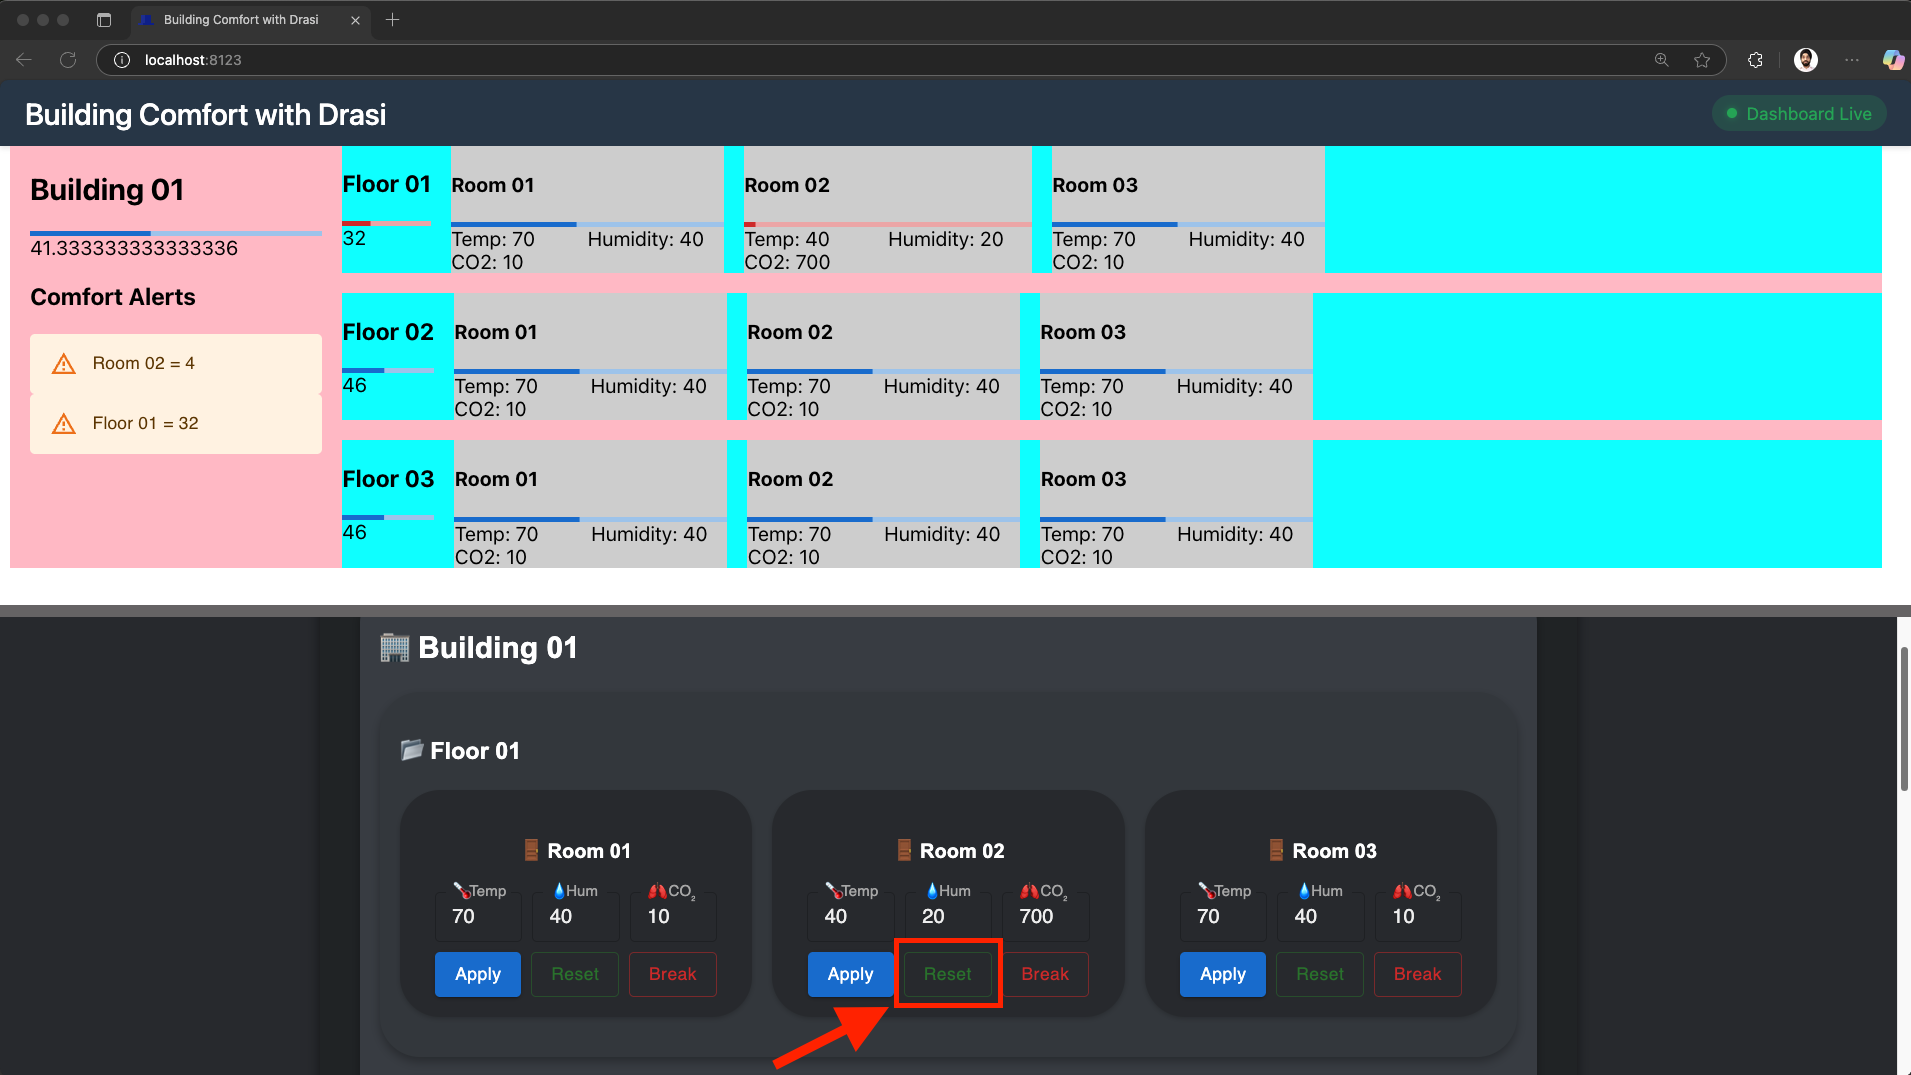 Building Comfort with Drasi
localhost:8123
Building Comfort with Drasi
Dashboard Live
Building 01
41.333333333333336
Comfort Alerts
Room 02 = 4
Floor 01 = 32
Floor 01
32
Room 01
Temp: 70 Humidity: 40
CO2: 10
Room 02
Temp: 40 Humidity: 20
CO2: 700
Room 03
Temp: 70 Humidity: 40
CO2: 10
Floor 02
46
Room 01
Temp: 70 Humidity: 40
CO2: 10
Room 02
Temp: 70 Humidity: 40
CO2: 10
Room 03
Temp: 70 Humidity: 40
CO2: 10
Floor 03
46
Room 01
Temp: 70 Humidity: 40
CO2: 10
Room 02
Temp: 70 Humidity: 40
CO2: 10
Room 03
Temp: 70 Humidity: 40
CO2: 10
Building 01
Floor 01
Room 01
Temp Hum CO₂
70 40 10
Apply Reset Break
Room 02
Temp Hum CO₂
40 20 700
Apply Reset Break
Room 03
Temp Hum CO₂
70 40 10
Apply Reset Break